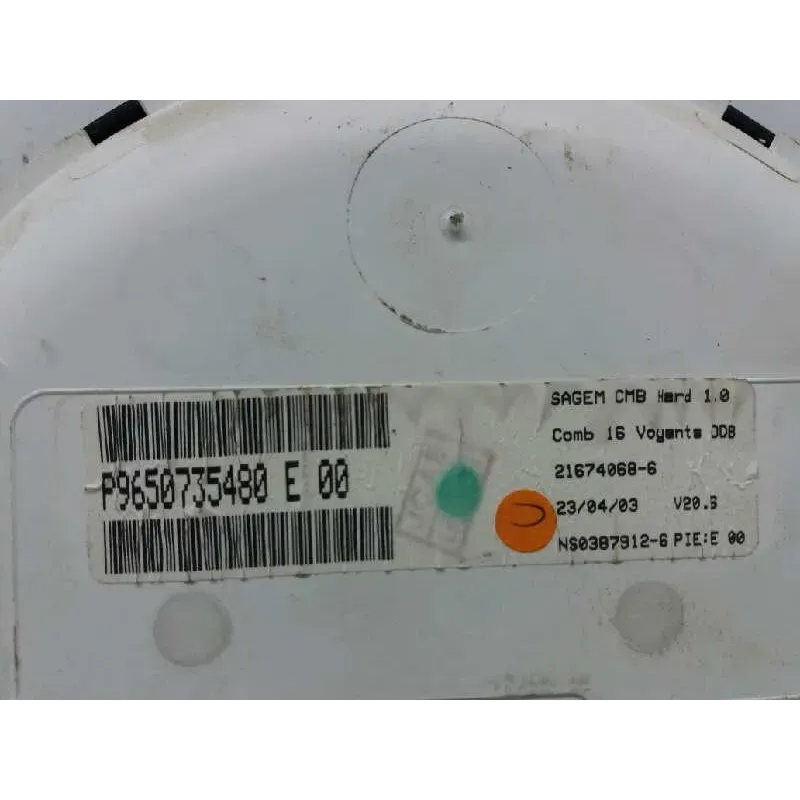 P9650735480 E 00
SAGEM CMB Hard 1.0
Comb 16 Voyants ODB
21674068-6
23/04/03 V20.6
NS0387912-6 PIE:E 00